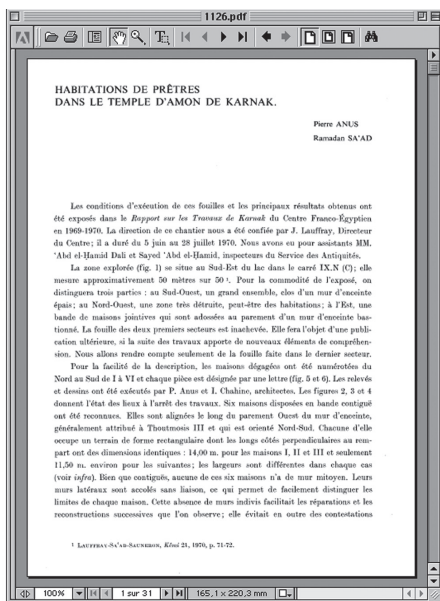 1126.pdf
HABITATIONS DE PRÊTRES
DANS LE TEMPLE D'AMON DE KARNAK.
Pierre ANUS
Ramadan SA'AD
Les conditions d'exécution de ces fouilles et les principaux résultats obtenus ont
été exposés dans le Rapport sur les Travaux de Karnak du Centre Franco-Égyptien
en 1969-1970. La direction de ce chantier nous a été confiée par J. Lauffray, Directeur
du Centre; il a duré du 5 juin au 28 juillet 1970. Nous avons eu pour assistants MM.
'Abd el-Ḥamid Dali et Sayed 'Abd el-Ḥamid, inspecteurs du Service des Antiquités.
La zone explorée (fig. 1) se situe au Sud-Est du lac dans le carré IX.N (C); elle
mesure approximativement 50 mètres sur 50 ¹. Pour la commodité de l'exposé, on
distinguera trois parties : au Sud-Ouest, un grand ensemble, clos d'un mur d'enceinte
épais; au Nord-Ouest, une zone très détruite, peut-être des habitations; à l'Est, une
bande de maisons jointives qui sont adossées au parement d'un mur d'enceinte bas-
tionné. La fouille des deux premiers secteurs est inachevée. Elle fera l'objet d'une publi-
cation ultérieure, si la suite des travaux apporte de nouveaux éléments de compréhen-
sion. Nous allons rendre compte seulement de la fouille faite dans le dernier secteur.
Pour la facilité de la description, les maisons dégagées ont été numérotées du
Nord au Sud de I à VI et chaque pièce est désignée par une lettre (fig. 5 et 6). Les relevés
et dessins ont été exécutés par P. Anus et I. Chahine, architectes. Les figures 2, 3 et 4
donnent l'état des lieux à l'arrêt des travaux. Six maisons disposées en bande contiguë
ont été reconnues. Elles sont alignées le long du parement Ouest du mur d'enceinte,
généralement attribué à Thoutmosis III et qui est orienté Nord-Sud. Chacune d'elle
occupe un terrain de forme rectangulaire dont les longs côtés perpendiculaires au rem-
part ont des dimensions identiques : 14,00 m. pour les maisons I, II et III et seulement
11,50 m. environ pour les suivantes; les largeurs sont différentes dans chaque cas
(voir infra). Bien que contiguës, aucune de ces six maisons n'a de mur mitoyen. Leurs
murs latéraux sont accolés sans liaison, ce qui permet de facilement distinguer les
limites de chaque maison. Cette absence de murs indivis facilitait les réparations et les
reconstructions successives que l'on observe; elle évitait en outre des contestations
¹ LAUFFRAY-SA'AD-SAUNERON, Kêmi 21, 1970, p. 71-72.
100% 1 sur 31 165,1 x 220,3 mm